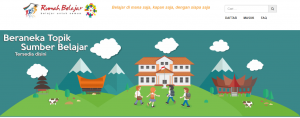 Rumah Belajar
Belajar di mana saja, kapan saja, dengan siapa saja
DAFTAR MASUK FAQ
Beraneka Topik
Sumber Belajar
Tersedia disini